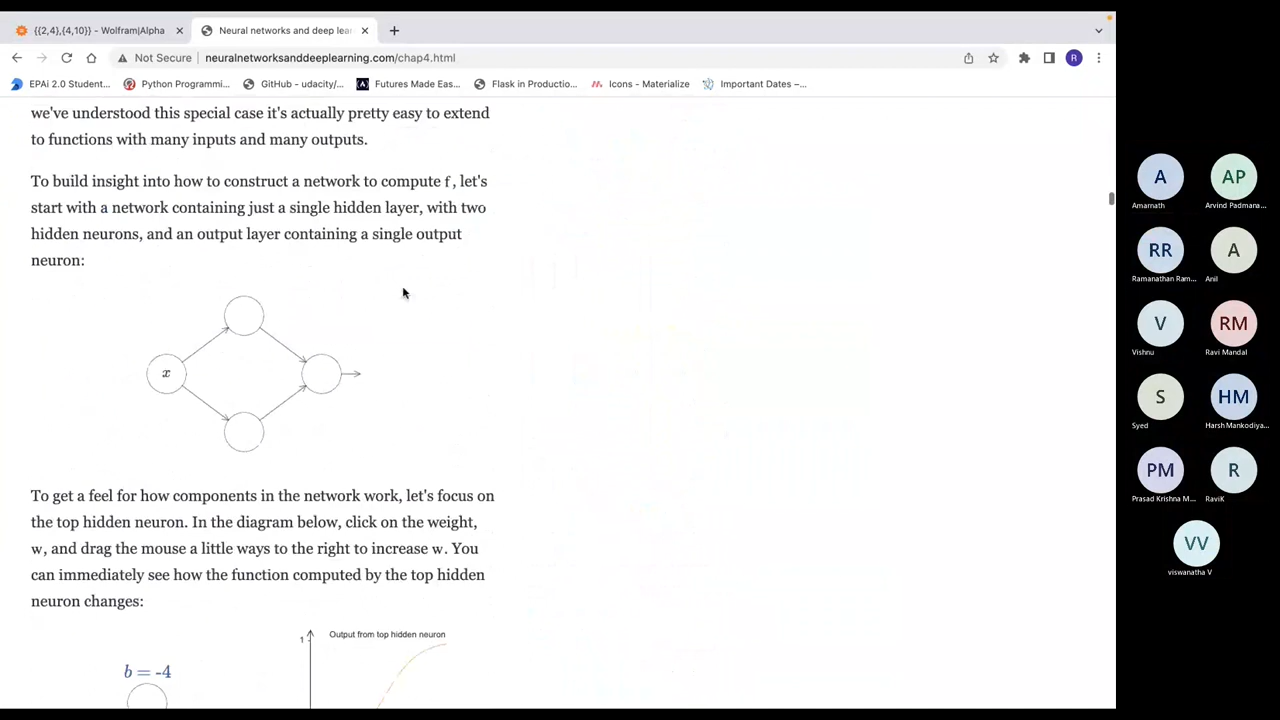 {{2,4},{4,10}} - Wolfram|Alpha
Neural networks and deep lear
Not Secure
neuralnetworksanddeeplearning.com/chap4.html
R
EPAi 2.0 Student...
Python Programmi...
GitHub - udacity/...
Futures Made Eas...
Flask in Productio...
Icons - Materialize
Important Dates –...
we've understood this special case it's actually pretty easy to extend
to functions with many inputs and many outputs.
To build insight into how to construct a network to compute f, let's
start with a network containing just a single hidden layer, with two
hidden neurons, and an output layer containing a single output
neuron:
x
To get a feel for how components in the network work, let's focus on
the top hidden neuron. In the diagram below, click on the weight,
w, and drag the mouse a little ways to the right to increase w. You
can immediately see how the function computed by the top hidden
neuron changes:
1
Output from top hidden neuron
b = -4
A
Amarnath
AP
Arvind Padmana...
RR
Ramanathan Ram...
A
Anil
V
Vishnu
RM
Ravi Mandal
S
Syed
HM
Harsh Mankodiya...
PM
Prasad Krishna M...
R
RaviK
VV
viswanatha V